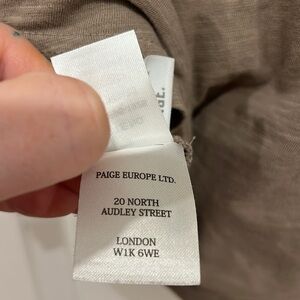 PAIGE EUROPE LTD.
20 NORTH
AUDLEY STREET
LONDON
W1K 6WE